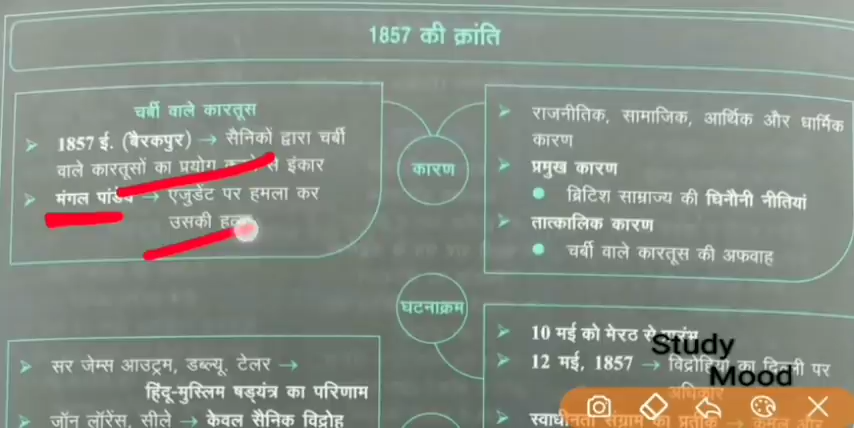 1857 की क्रांति
चर्बी वाले कारतूस
➤ 1857 ई. (बैरकपुर) → सैनिकों द्वारा चर्बी
वाले कारतूसों का प्रयोग से इंकार
➤ मंगल → एजुडेंट पर हमला कर
उसकी
कारण
➤ राजनीतिक, सामाजिक, आर्थिक और धार्मिक
कारण
➤ प्रमुख कारण
● ब्रिटिश साम्राज्य की घिनौनी नीतियां
➤ तात्कालिक कारण
● चर्बी वाले कारतूस की अफवाह
घटनाक्रम
➤ सर जेम्स आउट्रम, डब्ल्यू. टेलर →
हिंदू-मुस्लिम षड्यंत्र का परिणाम
➤ जॉन लॉरेंस, सीले → केवल सैनिक विद्रोह
➤ 10 मई को मेरठ से
➤ 12 मई, 1857 → विद्रोहियों का दिल्ली पर
अधिकार
➤ स्वाधीनता संग्राम का प्रतीक → कमल और
Study
Mood